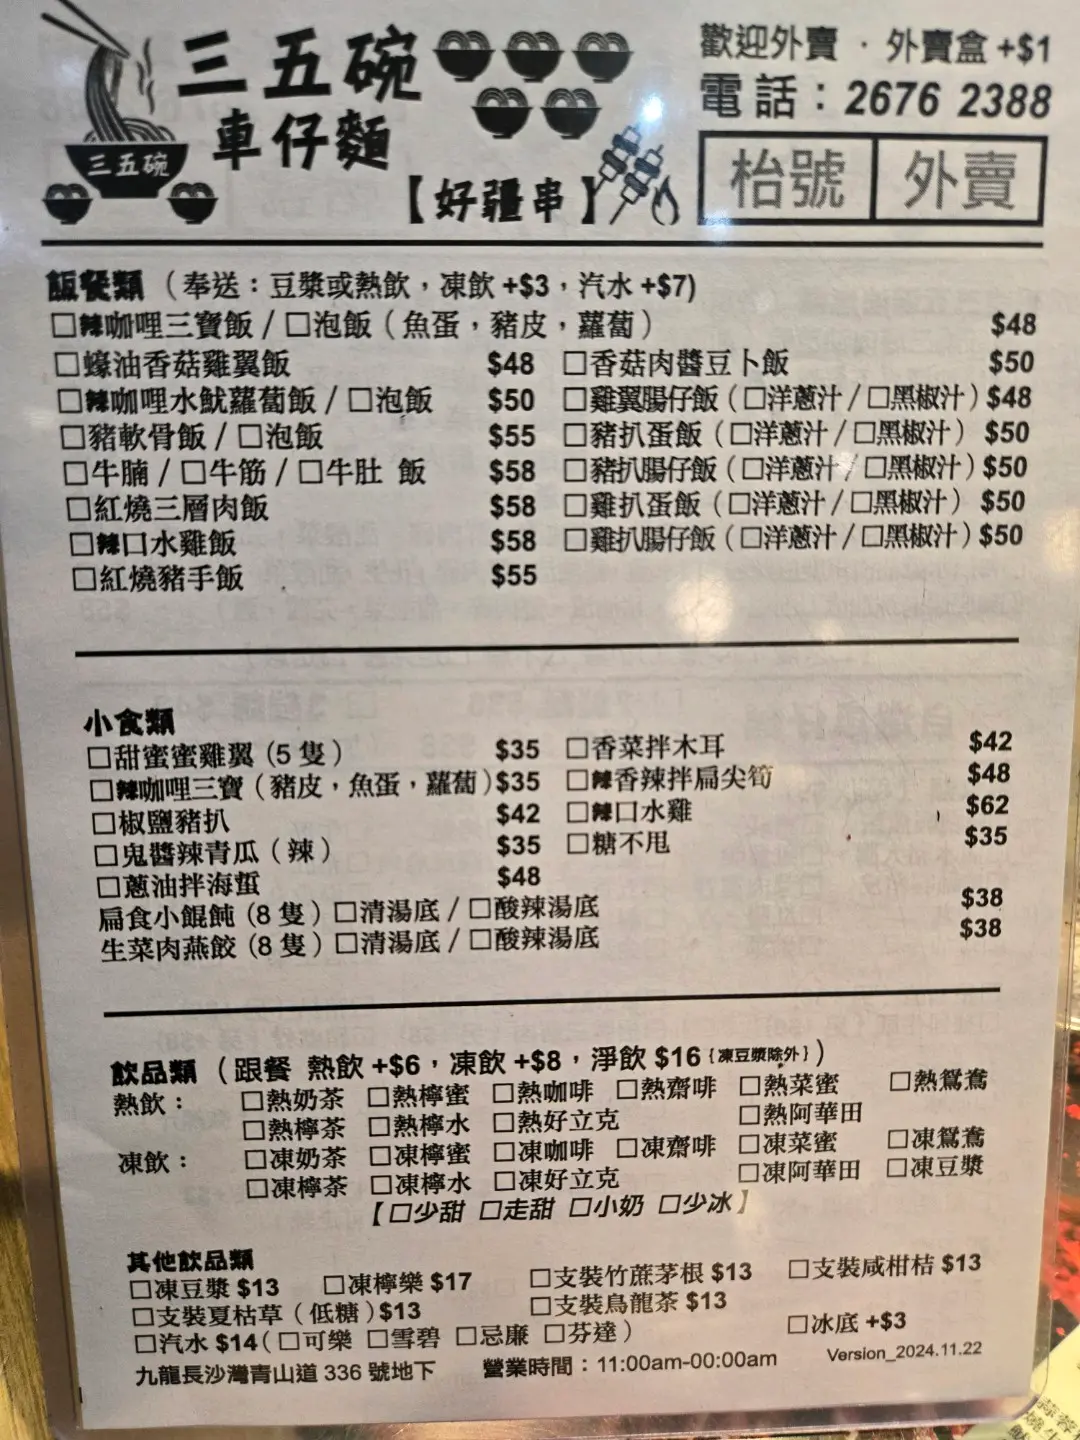 三五碗
車仔麵
三五碗
【好疆串】
歡迎外賣 · 外賣盒 +$1
電話：2676 2388
枱號 外賣
飯餐類（奉送：豆漿或熱飲，凍飲 +$3，汽水 +$7)
□辣咖哩三寶飯 / □泡飯（魚蛋，豬皮，蘿蔔） $48
□蠔油香菇雞翼飯 $48 □香菇肉醬豆卜飯 $50
□辣咖哩水魷蘿蔔飯 / □泡飯 $50 □雞翼腸仔飯（□洋蔥汁 / □黑椒汁）$48
□豬軟骨飯 / □泡飯 $55 □豬扒蛋飯（□洋蔥汁 / □黑椒汁） $50
□牛腩 / □牛筋 / □牛肚 飯 $58 □豬扒腸仔飯（□洋蔥汁 / □黑椒汁）$50
□紅燒三層肉飯 $58 □雞扒蛋飯（□洋蔥汁 / □黑椒汁） $50
□辣口水雞飯 $58 □雞扒腸仔飯（□洋蔥汁 / □黑椒汁）$50
□紅燒豬手飯 $55
小食類
□甜蜜蜜雞翼 (5 隻） $35 □香菜拌木耳 $42
□辣咖哩三寶（豬皮，魚蛋，蘿蔔）$35 □辣香辣拌扁尖筍 $48
□椒鹽豬扒 $42 □辣口水雞 $62
□鬼醬辣青瓜（辣） $35 □糖不甩 $35
□蔥油拌海蜇 $48
扁食小餛飩 (8 隻）□清湯底 / □酸辣湯底 $38
生菜肉燕餃 (8 隻）□清湯底 / □酸辣湯底 $38
飲品類（跟餐 熱飲 +$6，凍飲 +$8，淨飲 $16 {凍豆漿除外}）
熱飲： □熱奶茶 □熱檸蜜 □熱咖啡 □熱齋啡 □熱菜蜜 □熱鴛鴦
□熱檸茶 □熱檸水 □熱好立克 □熱阿華田
凍飲： □凍奶茶 □凍檸蜜 □凍咖啡 □凍齋啡 □凍菜蜜 □凍鴛鴦
□凍檸茶 □凍檸水 □凍好立克 □凍阿華田 □凍豆漿
【□少甜 □走甜 □小奶 □少冰】
其他飲品類
□凍豆漿 $13 □凍檸樂 $17 □支裝竹蔗茅根 $13 □支裝咸柑桔 $13
□支裝夏枯草（低糖）$13 □支裝烏龍茶 $13
□汽水 $14（□可樂 □雪碧 □忌廉 □芬達） □冰底 +$3
九龍長沙灣青山道 336 號地下 營業時間：11:00am-00:00am Version_2024.11.22